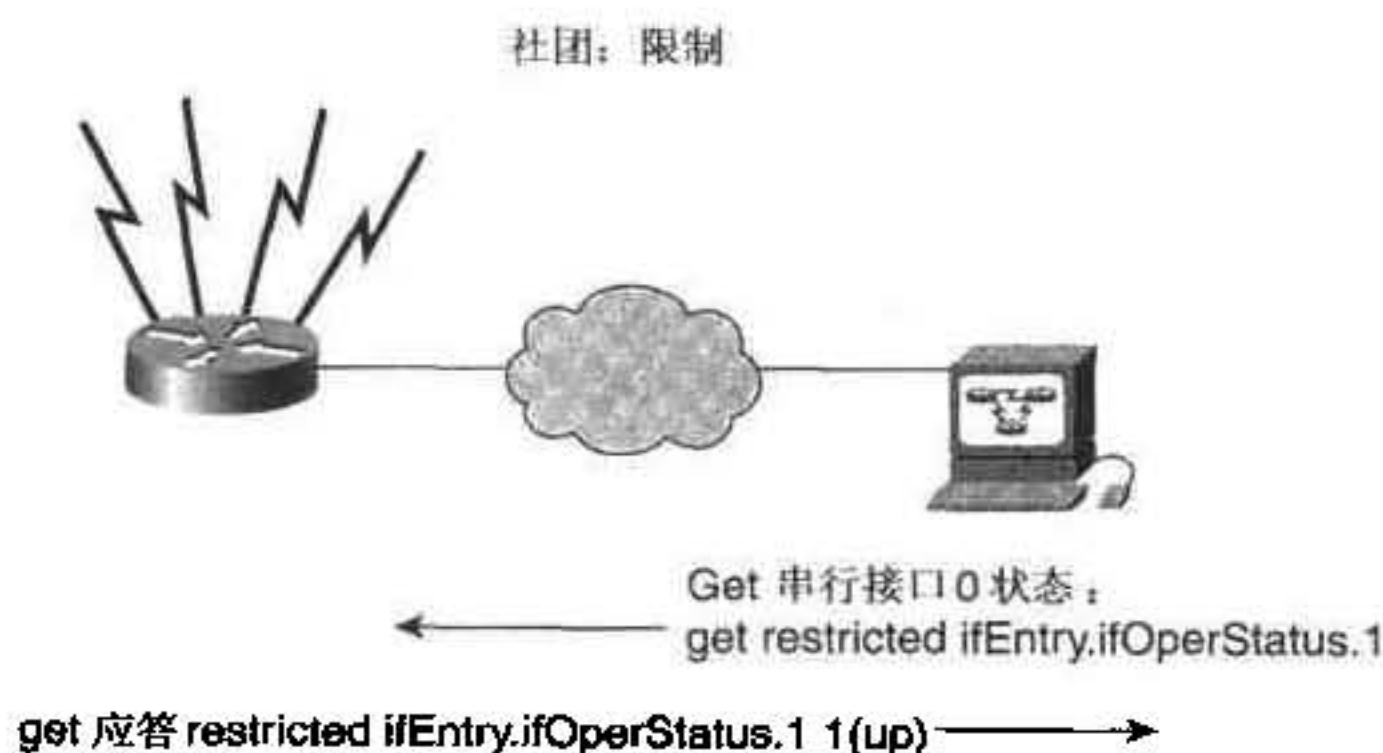 社团：限制
Get 串行接口0状态：
get restricted ifEntry.ifOperStatus.1
get 应答 restricted ifEntry.ifOperStatus.1 1(up)